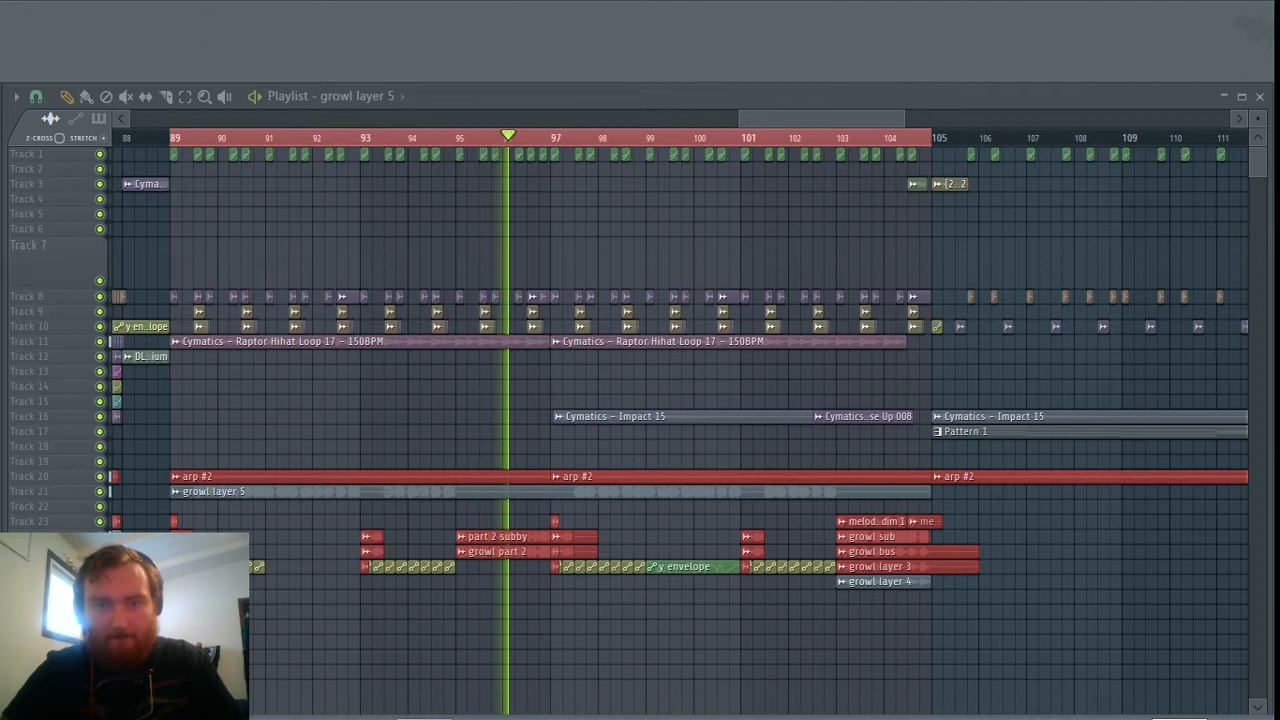 Playlist - growl layer 5
Z-CROSS STRETCH
88 89 90 91 92 93 94 95 97 98 99 100 101 102 103 104 105 106 107 108 109 110 111
Track 1
Track 2
Track 3 Cyma... (2..2
Track 4
Track 5
Track 6
Track 7
...
Track 8
Track 9
Track 10 y en..lope
Track 11 Cymatics - Raptor Hihat Loop 17 - 150BPM Cymatics - Raptor Hihat Loop 17 - 150BPM
Track 12 DL..ium
Track 13
Track 14
Track 15
Track 16 Cymatics - Impact 15 Cymatics..se Up 008 Cymatics - Impact 15
Track 17 Pattern 1
Track 18
Track 19
Track 20 arp #2 arp #2 arp #2
Track 21 growl layer 5
Track 22
Track 23 melod..dim 1 me..
part 2 subby growl sub
growl part 2 growl bus
y envelope growl layer 3
growl layer 4